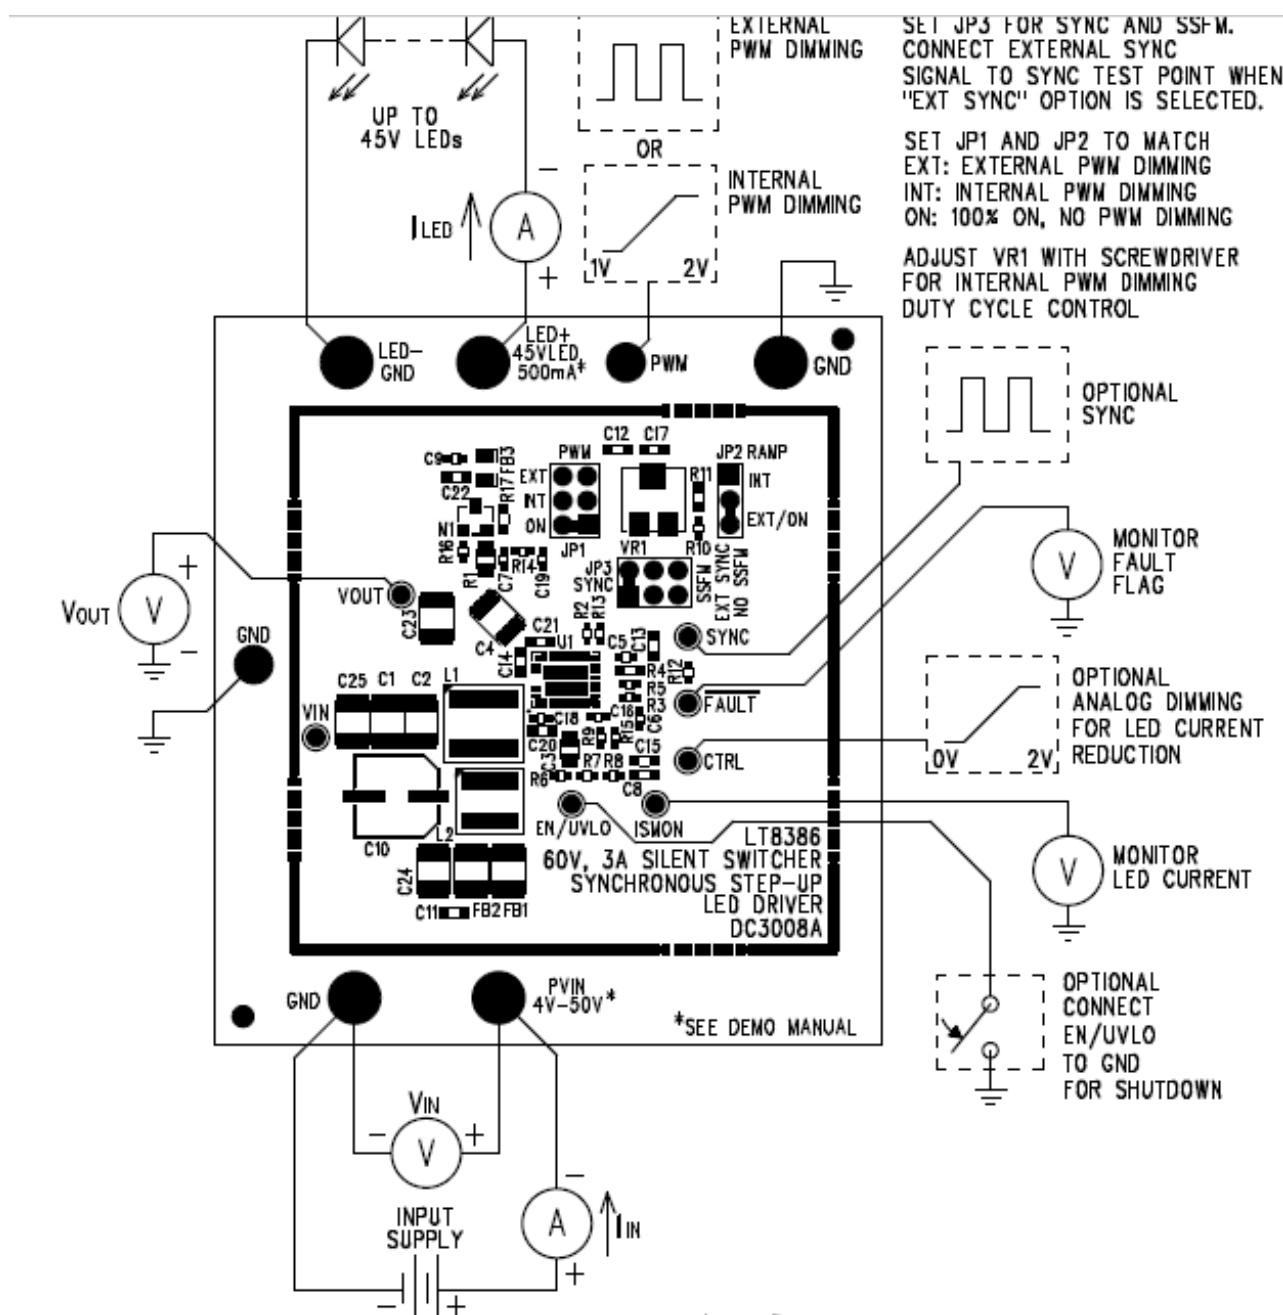 EXTERNAL
PWM DIMMING
SET JP3 FOR SYNC AND SSFM.
CONNECT EXTERNAL SYNC
SIGNAL TO SYNC TEST POINT WHEN
"EXT SYNC" OPTION IS SELECTED.
UP TO
45V LEDs
OR
SET JP1 AND JP2 TO MATCH
EXT: EXTERNAL PWM DIMMING
INT: INTERNAL PWM DIMMING
ON: 100% ON, NO PWM DIMMING
INTERNAL
PWM DIMMING
1V 2V
ILED
A
−
+
ADJUST VR1 WITH SCREWDRIVER
FOR INTERNAL PWM DIMMING
DUTY CYCLE CONTROL
LED−
GND
LED+
45VLED
500mA*
PWM
GND
OPTIONAL
SYNC
C12 C17
C9
FB3
PWM
JP2 RAMP
C22
R17
EXT
INT
ON
JP1
R11
INT
EXT/ON
N1
R16
R1
C7
R14
C19
VR1
R10
JP3
SYNC
SSFM
EXT SYNC
NO SSFM
MONITOR
FAULT
FLAG
V
VOUT
V
+
−
VOUT
C23
C4
R2
R13
C21
U1
C14
C5
C13
SYNC
GND
R4
R12
R5
R3
FAULT
C25 C1 C2 L1
VIN
C18
C16
C6
C20
R9
R15
C3
C15
CTRL
R7 R8
R6
C8
OPTIONAL
ANALOG DIMMING
FOR LED CURRENT
REDUCTION
0V 2V
EN/UVLO
ISMON
C10
L2
LT8386
60V, 3A SILENT SWITCHER
SYNCHRONOUS STEP-UP
LED DRIVER
DC3008A
C24
C11 FB2 FB1
V
MONITOR
LED CURRENT
GND
PVIN
4V−50V*
*SEE DEMO MANUAL
OPTIONAL
CONNECT
EN/UVLO
TO GND
FOR SHUTDOWN
VIN
−
V
+
−
A
IIN
+
INPUT
SUPPLY
−
+